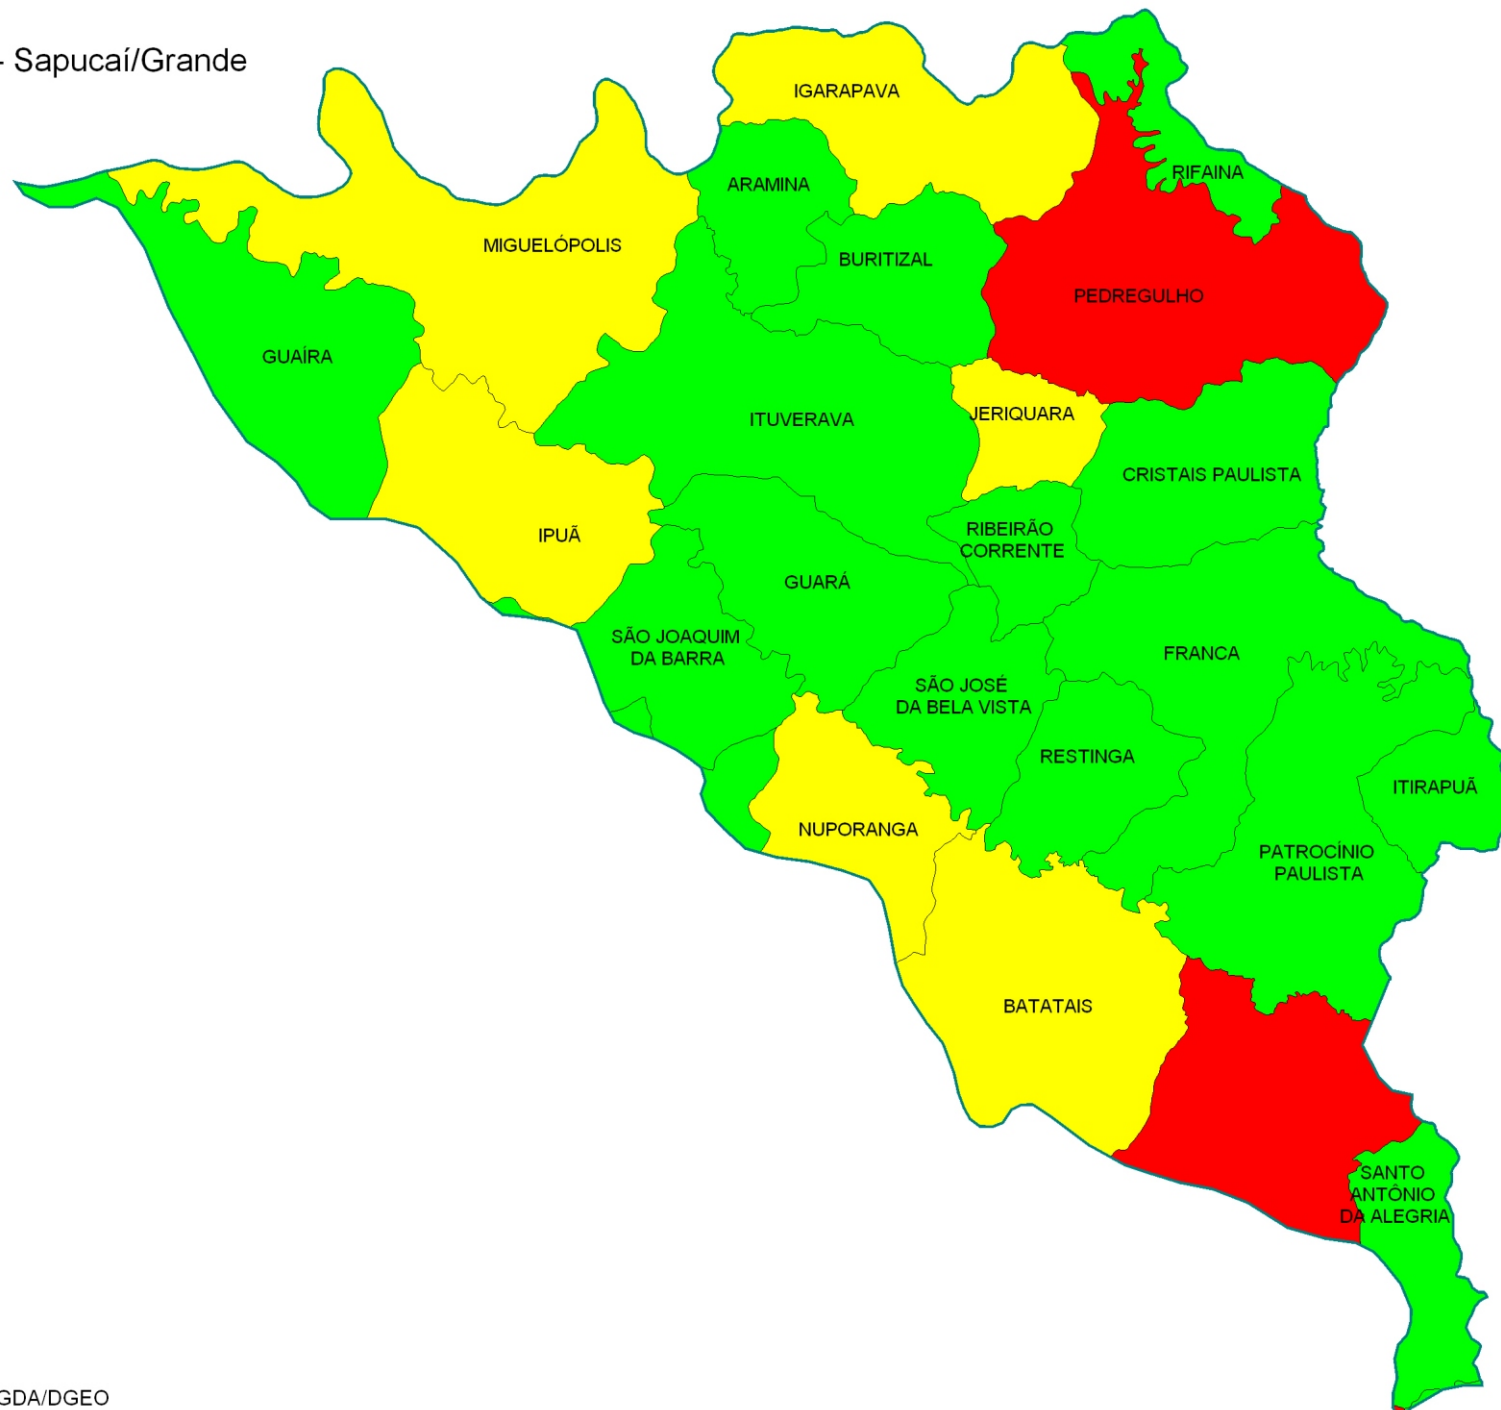 - Sapucaí/Grande
IGARAPAVA
RIFAINA
ARAMINA
MIGUELÓPOLIS
BURITIZAL
PEDREGULHO
GUAÍRA
JERIQUARA
ITUVERAVA
CRISTAIS PAULISTA
IPUÃ
RIBEIRÃO
CORRENTE
GUARÁ
SÃO JOAQUIM
DA BARRA
FRANCA
SÃO JOSÉ
DA BELA VISTA
RESTINGA
ITIRAPUÃ
NUPORANGA
PATROCÍNIO
PAULISTA
BATATAIS
SANTO
ANTÔNIO
DA ALEGRIA
GDA/DGEO